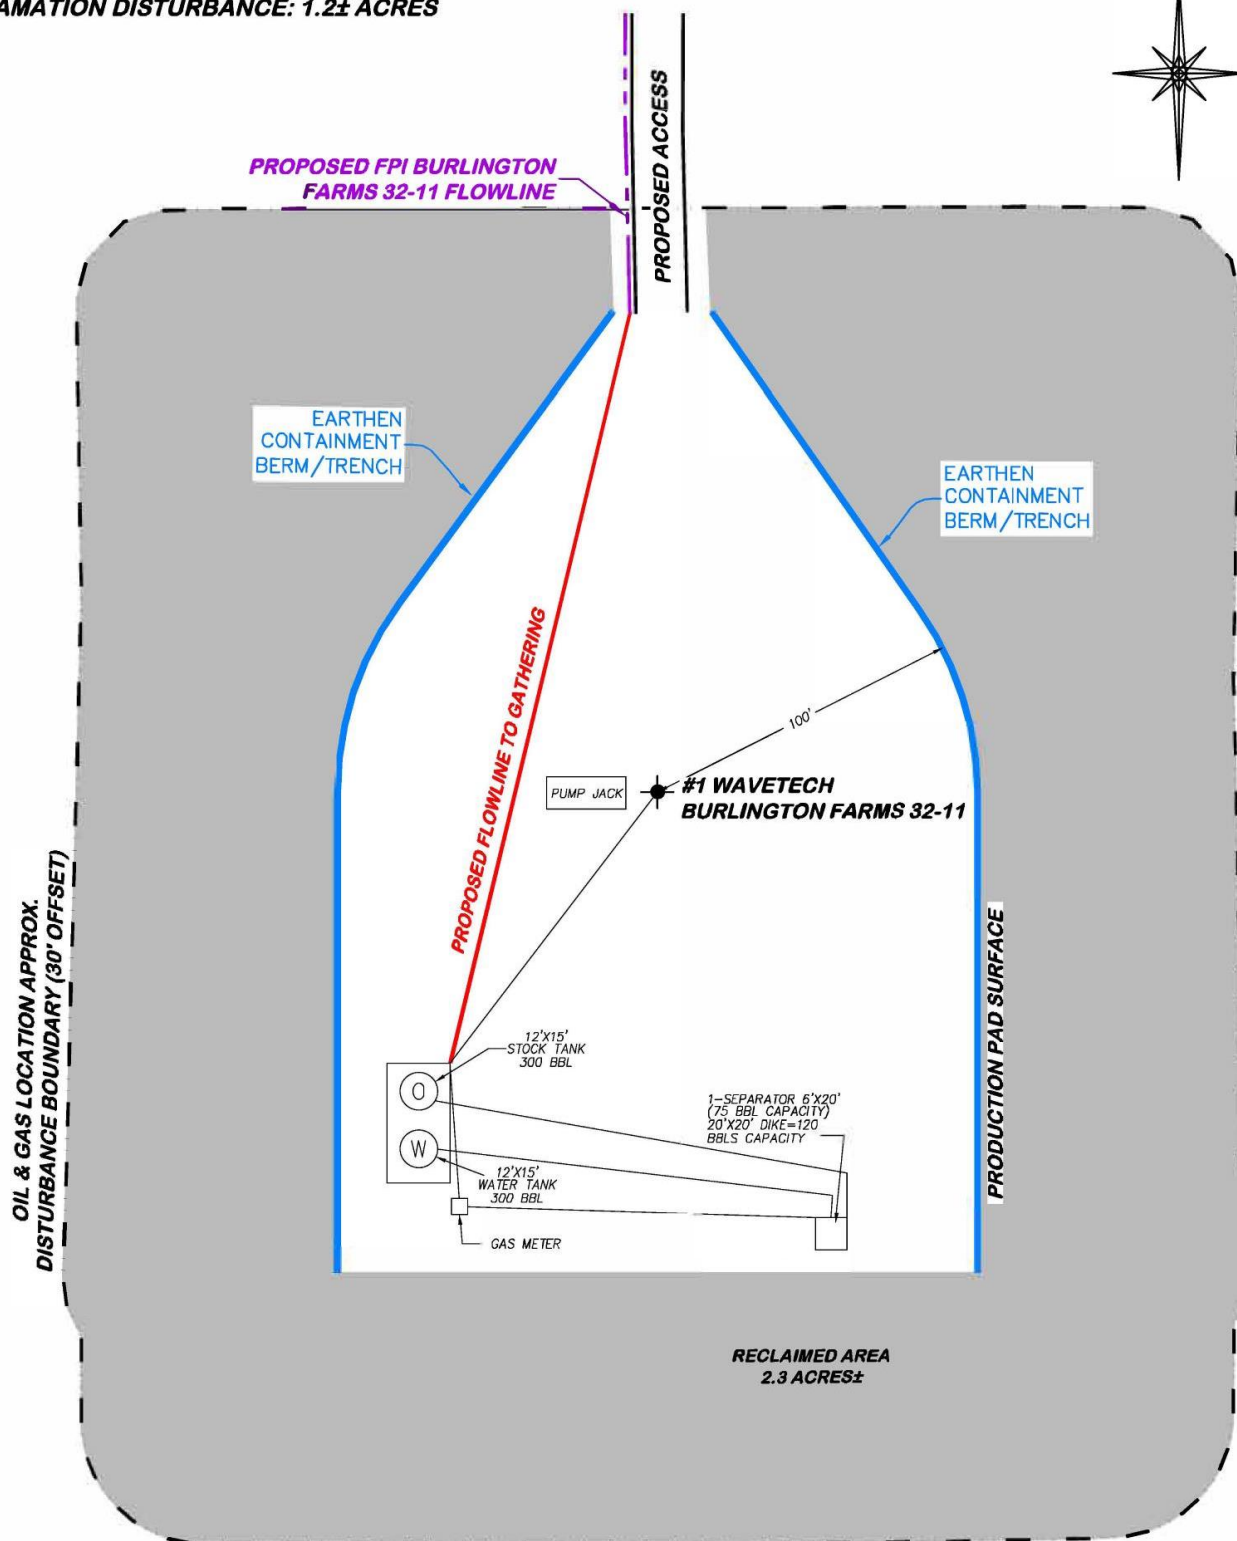 AMATION DISTURBANCE: 1.2± ACRES
PROPOSED ACCESS
PROPOSED FPI BURLINGTON
FARMS 32-11 FLOWLINE
EARTHEN
CONTAINMENT
BERM/TRENCH
EARTHEN
CONTAINMENT
BERM/TRENCH
PROPOSED FLOWLINE TO GATHERING
100'
PUMP JACK
#1 WAVETECH
BURLINGTON FARMS 32-11
OIL & GAS LOCATION APPROX.
DISTURBANCE BOUNDARY (30' OFFSET)
PRODUCTION PAD SURFACE
12'X15'
STOCK TANK
300 BBL
O
1-SEPARATOR 6'X20'
(75 BBL CAPACITY)
20'X20' DIKE=120
BBLS CAPACITY
W
12'X15'
WATER TANK
300 BBL
GAS METER
RECLAIMED AREA
2.3 ACRES±